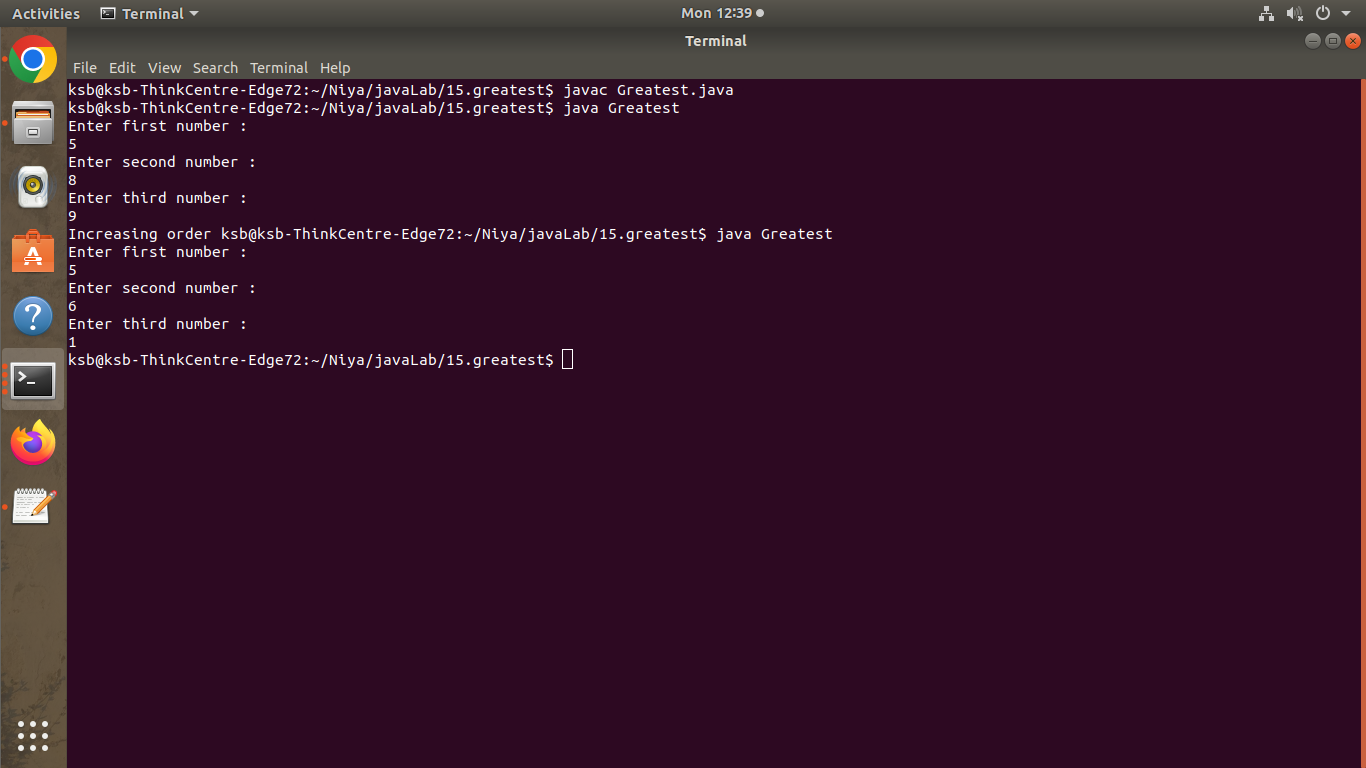 Activities Terminal Mon 12:39
Terminal
File Edit View Search Terminal Help
ksb@ksb-ThinkCentre-Edge72:~/Niya/javaLab/15.greatest$ javac Greatest.java
ksb@ksb-ThinkCentre-Edge72:~/Niya/javaLab/15.greatest$ java Greatest
Enter first number :
5
Enter second number :
8
Enter third number :
9
Increasing order ksb@ksb-ThinkCentre-Edge72:~/Niya/javaLab/15.greatest$ java Greatest
Enter first number :
5
Enter second number :
6
Enter third number :
1
ksb@ksb-ThinkCentre-Edge72:~/Niya/javaLab/15.greatest$